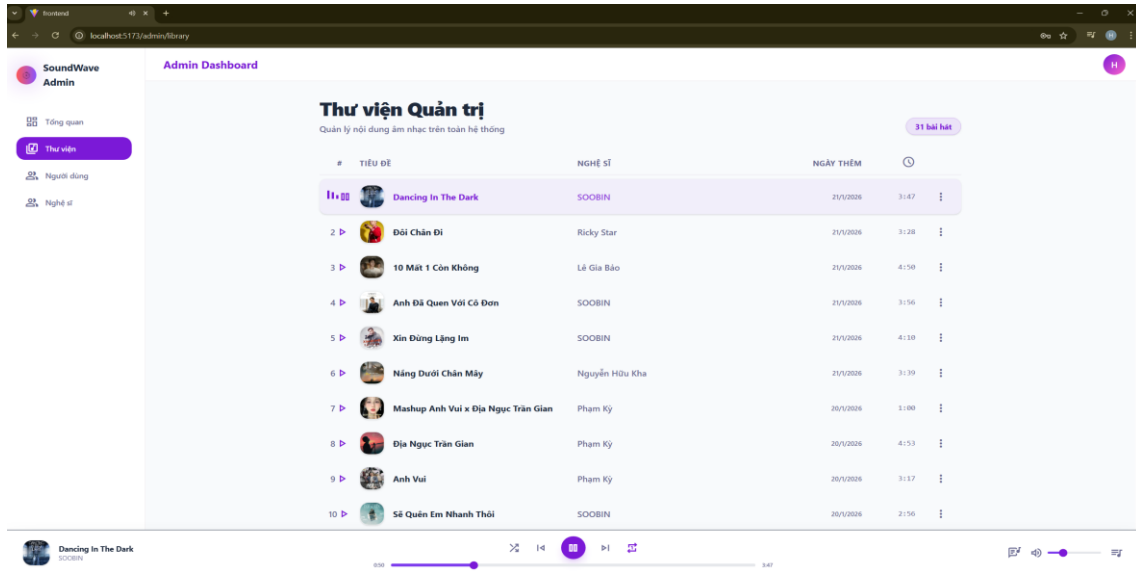 frontend
localhost:5173/admin/library
H
SoundWave Admin
Admin Dashboard
H
Tổng quan
Thư viện
Người dùng
Nghệ sĩ
Thư viện Quản trị
Quản lý nội dung âm nhạc trên toàn hệ thống
31 bài hát
# TIÊU ĐỀ NGHỆ SĨ NGÀY THÊM
Dancing In The Dark SOOBIN 21/1/2026 3:47
2 Đôi Chân Đi Ricky Star 21/1/2026 3:28
3 10 Mất 1 Còn Không Lê Gia Bảo 21/1/2026 4:50
4 Anh Đã Quen Với Cô Đơn SOOBIN 21/1/2026 3:56
5 Xin Đừng Lặng Im SOOBIN 21/1/2026 4:10
6 Nắng Dưới Chân Mây Nguyễn Hữu Kha 21/1/2026 3:39
7 Mashup Anh Vui x Địa Ngục Trần Gian Phạm Kỳ 20/1/2026 1:00
8 Địa Ngục Trần Gian Phạm Kỳ 20/1/2026 4:53
9 Anh Vui Phạm Kỳ 20/1/2026 3:17
10 Sẽ Quên Em Nhanh Thôi SOOBIN 20/1/2026 2:56
Dancing In The Dark
SOOBIN
0:50 3:47